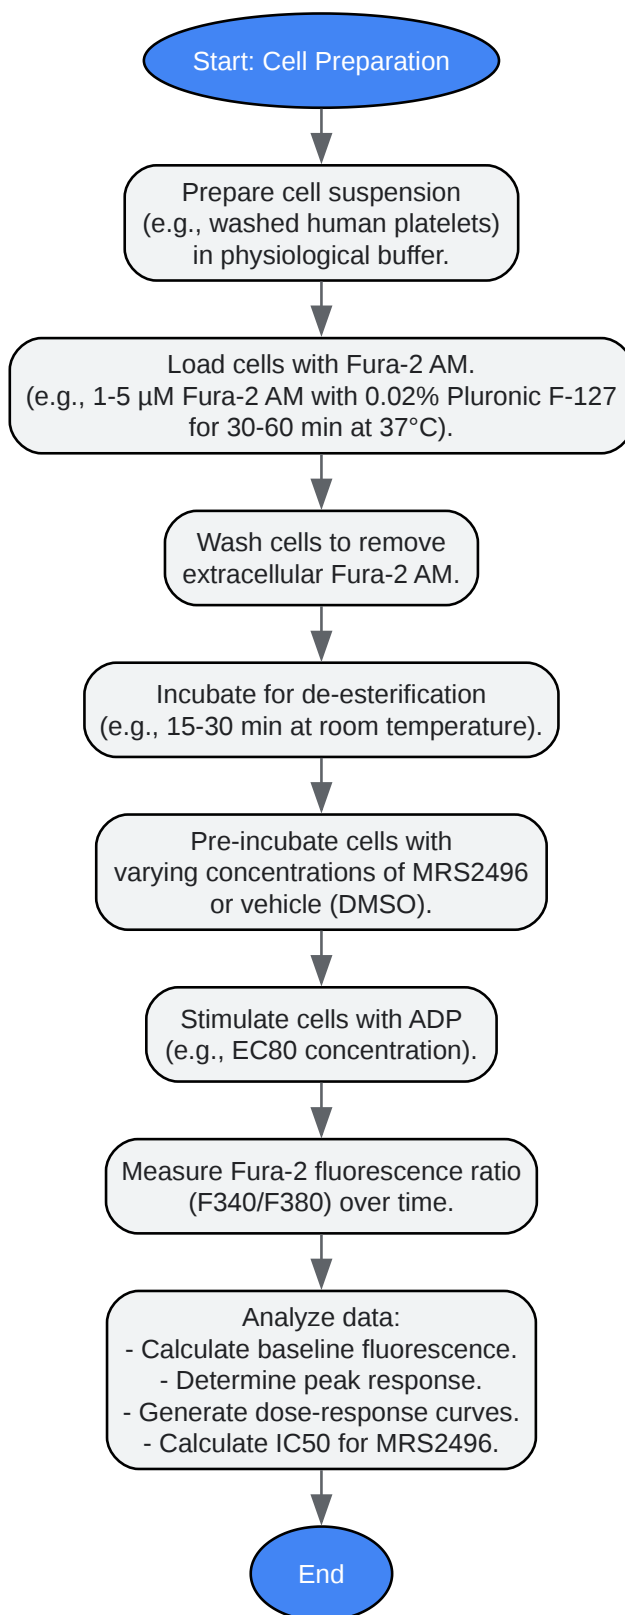 Start: Cell Preparation
Prepare cell suspension
(e.g., washed human platelets)
in physiological buffer.
Load cells with Fura-2 AM.
(e.g., 1-5 µM Fura-2 AM with 0.02% Pluronic F-127
for 30-60 min at 37°C).
Wash cells to remove
extracellular Fura-2 AM.
Incubate for de-esterification
(e.g., 15-30 min at room temperature).
Pre-incubate cells with
varying concentrations of MRS2496
or vehicle (DMSO).
Stimulate cells with ADP
(e.g., EC80 concentration).
Measure Fura-2 fluorescence ratio
(F340/F380) over time.
Analyze data:
- Calculate baseline fluorescence.
- Determine peak response.
- Generate dose-response curves.
- Calculate IC50 for MRS2496.
End